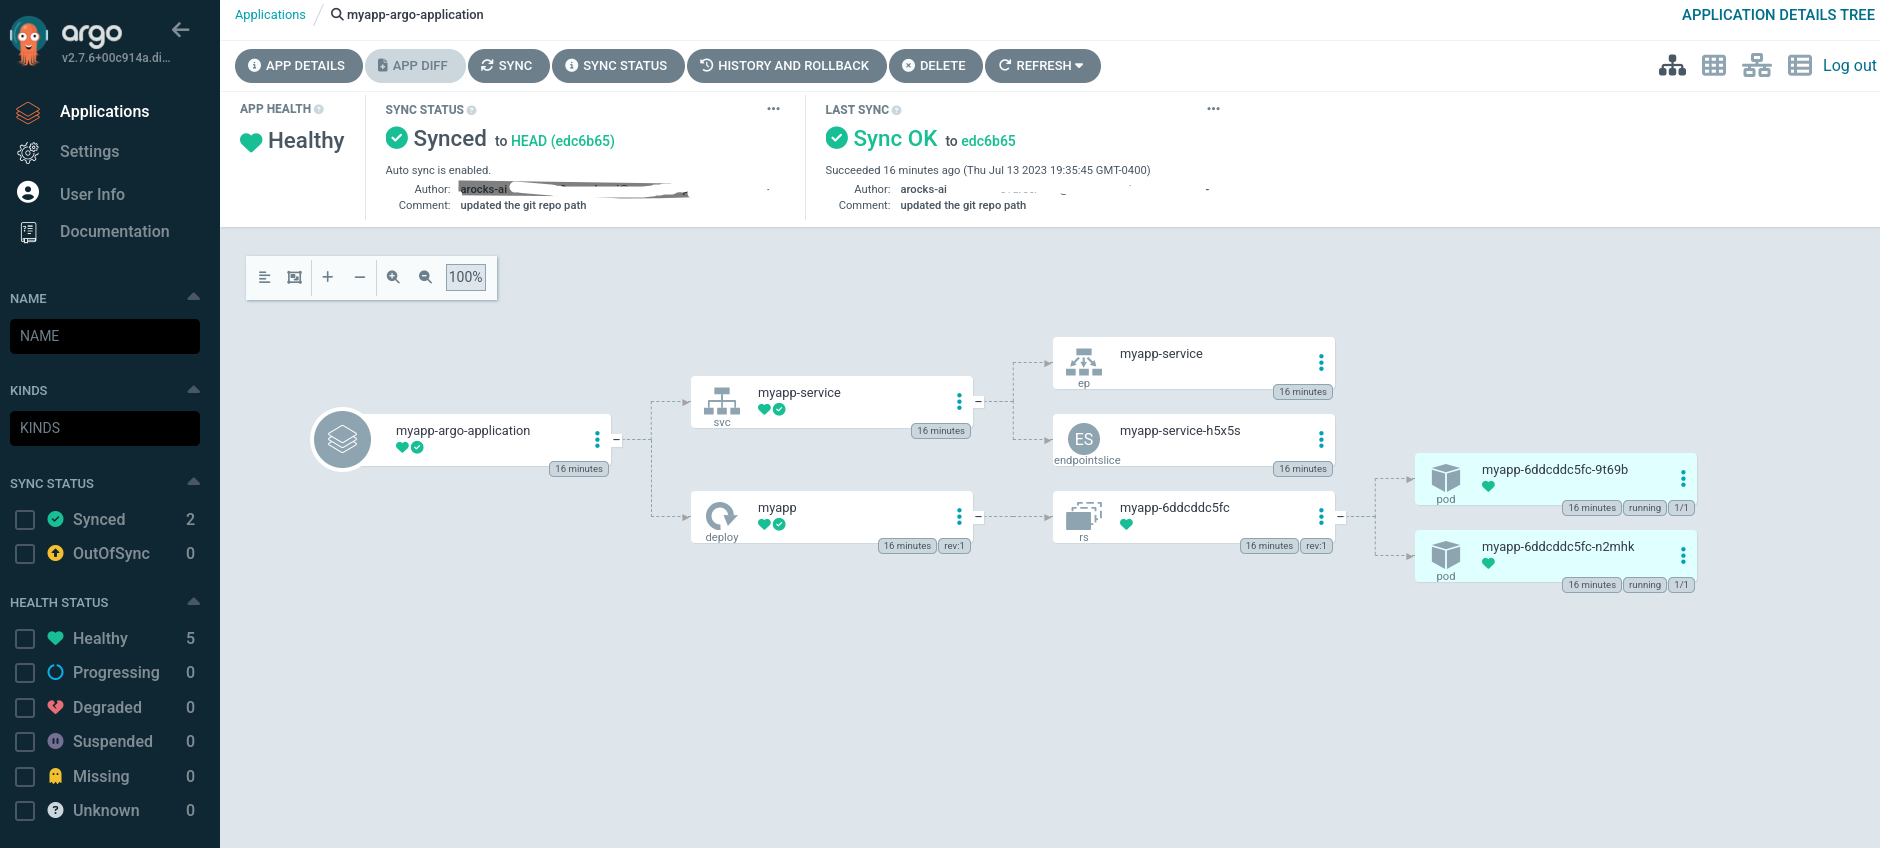 argo
v2.7.6+00c914a.di...
Applications
Settings
User Info
Documentation
NAME
NAME
KINDS
KINDS
SYNC STATUS
Synced 2
OutOfSync 0
HEALTH STATUS
Healthy 5
Progressing 0
Degraded 0
Suspended 0
Missing 0
Unknown 0
Applications / myapp-argo-application
APPLICATION DETAILS TREE
APP DETAILS
APP DIFF
SYNC
SYNC STATUS
HISTORY AND ROLLBACK
DELETE
REFRESH
Log out
APP HEALTH
Healthy
SYNC STATUS
Synced to HEAD (edc6b65)
Auto sync is enabled.
Author: arocks-ai
Comment: updated the git repo path
LAST SYNC
Sync OK to edc6b65
Succeeded 16 minutes ago (Thu Jul 13 2023 19:35:45 GMT-0400)
Author: arocks-ai
Comment: updated the git repo path
100%
myapp-argo-application
16 minutes
myapp-service
svc
16 minutes
myapp
deploy
16 minutes rev:1
myapp-service
ep
16 minutes
ES
myapp-service-h5x5s
endpointslice
16 minutes
myapp-6ddcddc5fc
rs
16 minutes rev:1
myapp-6ddcddc5fc-9t69b
pod
16 minutes running 1/1
myapp-6ddcddc5fc-n2mhk
pod
16 minutes running 1/1